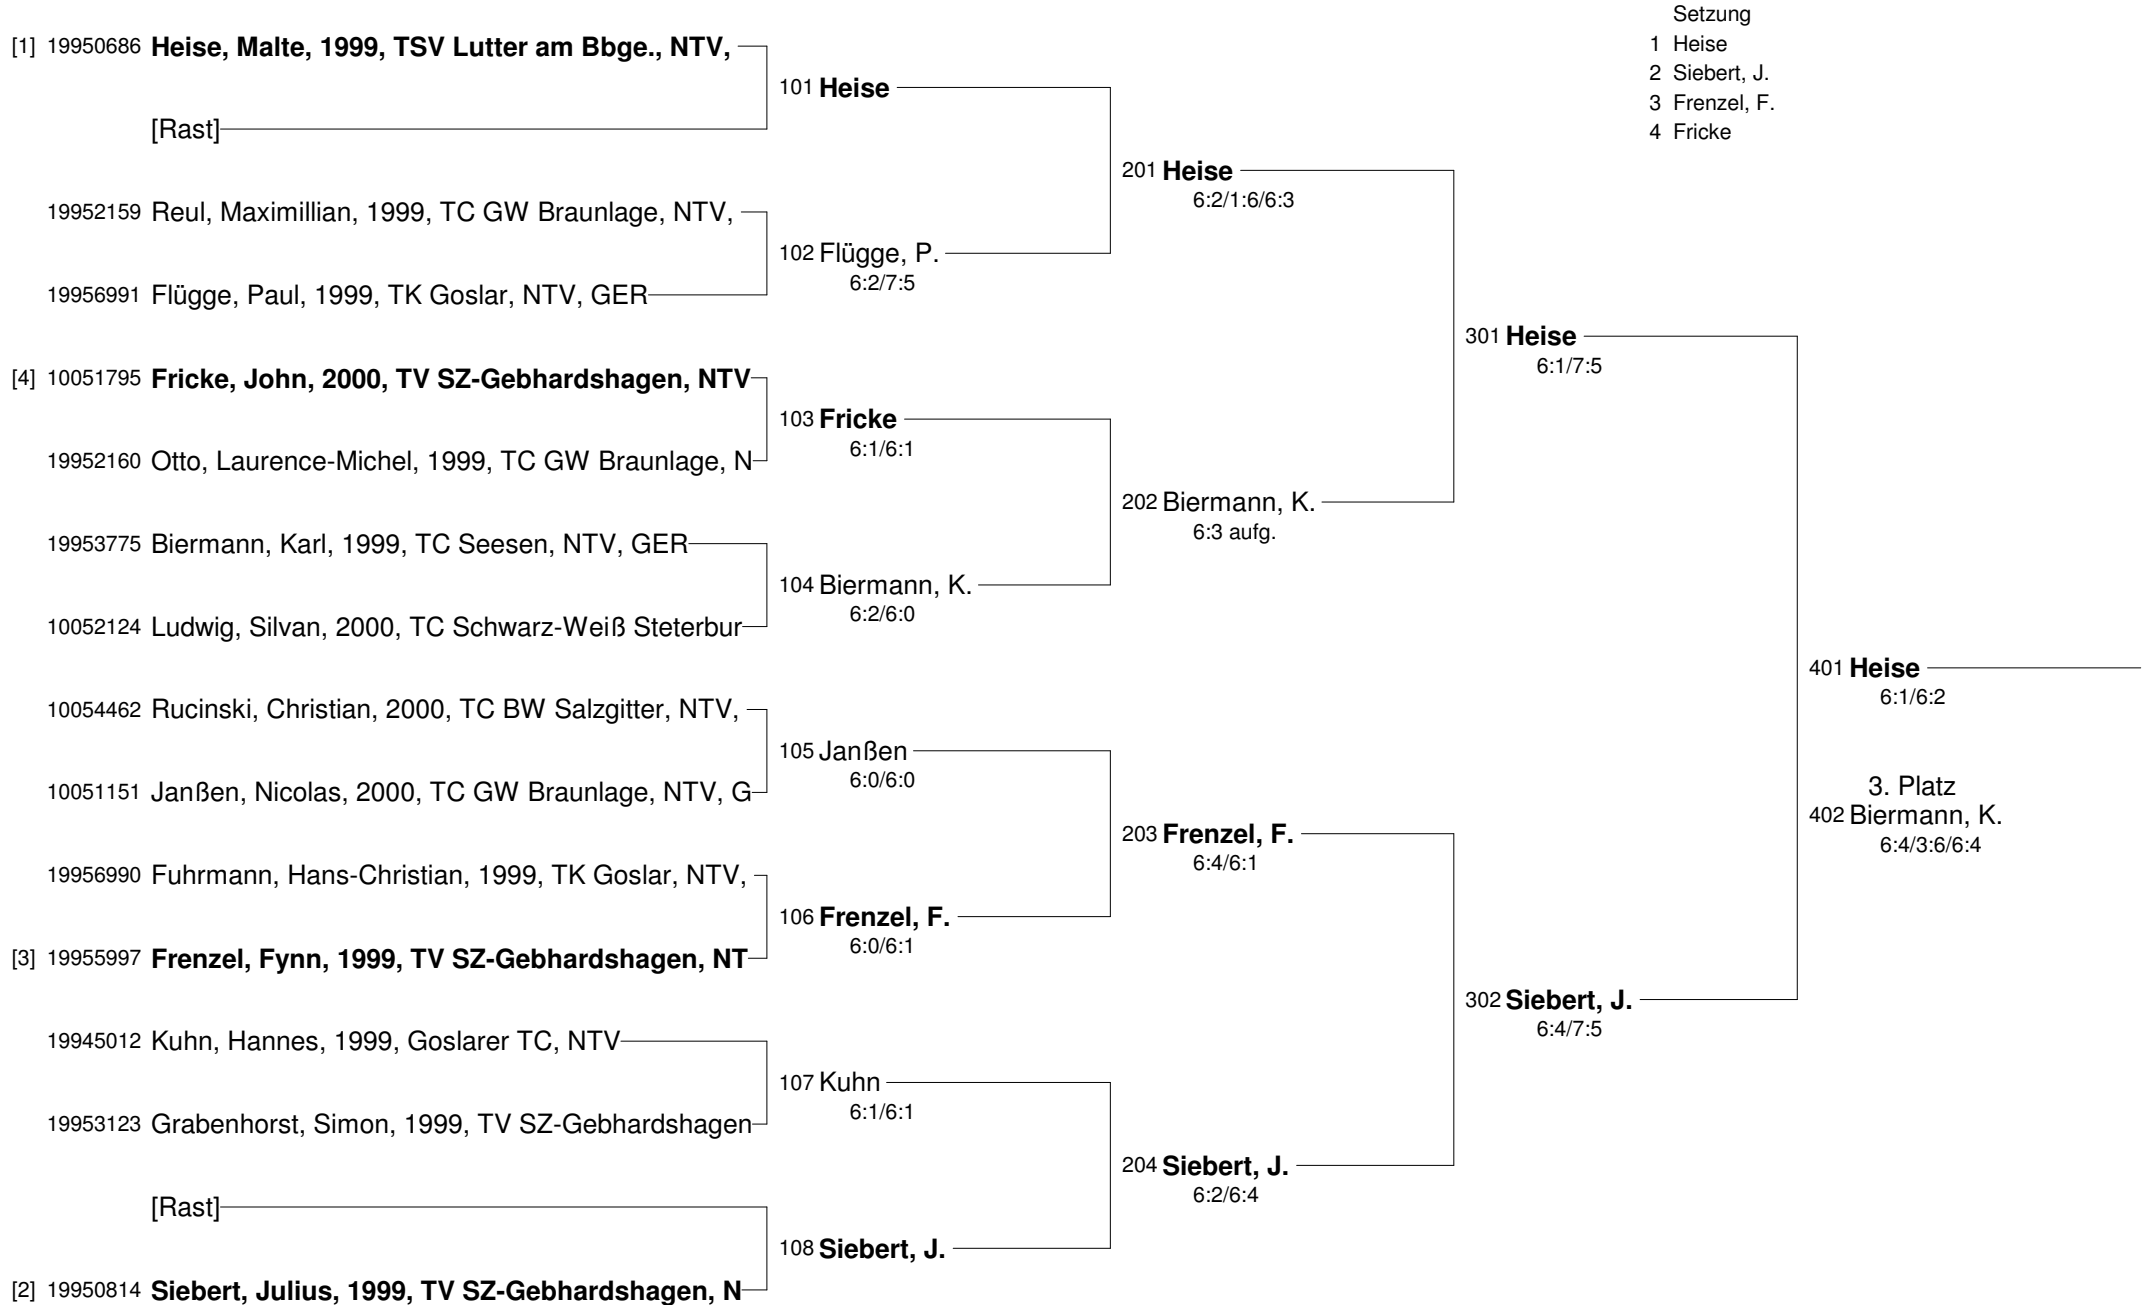 Setzung
1 Heise
2 Siebert, J.
3 Frenzel, F.
4 Fricke
[1] 19950686 Heise, Malte, 1999, TSV Lutter am Bbge., NTV,
101 Heise
[Rast]
201 Heise
6:2/1:6/6:3
19952159 Reul, Maximillian, 1999, TC GW Braunlage, NTV,
102 Flügge, P.
6:2/7:5
19956991 Flügge, Paul, 1999, TK Goslar, NTV, GER
301 Heise
6:1/7:5
[4] 10051795 Fricke, John, 2000, TV SZ-Gebhardshagen, NTV
103 Fricke
6:1/6:1
19952160 Otto, Laurence-Michel, 1999, TC GW Braunlage, N
202 Biermann, K.
6:3 aufg.
19953775 Biermann, Karl, 1999, TC Seesen, NTV, GER
104 Biermann, K.
6:2/6:0
10052124 Ludwig, Silvan, 2000, TC Schwarz-Weiß Steterbur
401 Heise
6:1/6:2
10054462 Rucinski, Christian, 2000, TC BW Salzgitter, NTV,
105 Janßen
6:0/6:0
10051151 Janßen, Nicolas, 2000, TC GW Braunlage, NTV, G
3. Platz
402 Biermann, K.
6:4/3:6/6:4
203 Frenzel, F.
6:4/6:1
19956990 Fuhrmann, Hans-Christian, 1999, TK Goslar, NTV,
106 Frenzel, F.
6:0/6:1
[3] 19955997 Frenzel, Fynn, 1999, TV SZ-Gebhardshagen, NT
302 Siebert, J.
6:4/7:5
19945012 Kuhn, Hannes, 1999, Goslarer TC, NTV
107 Kuhn
6:1/6:1
19953123 Grabenhorst, Simon, 1999, TV SZ-Gebhardshagen
204 Siebert, J.
6:2/6:4
[Rast]
108 Siebert, J.
[2] 19950814 Siebert, Julius, 1999, TV SZ-Gebhardshagen, N